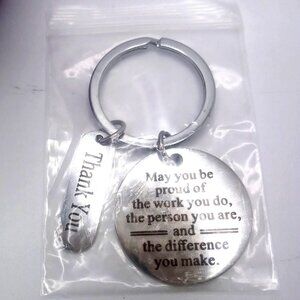 Thank You
May you be
proud of
the work you do,
the person you are,
and
the difference
you make.